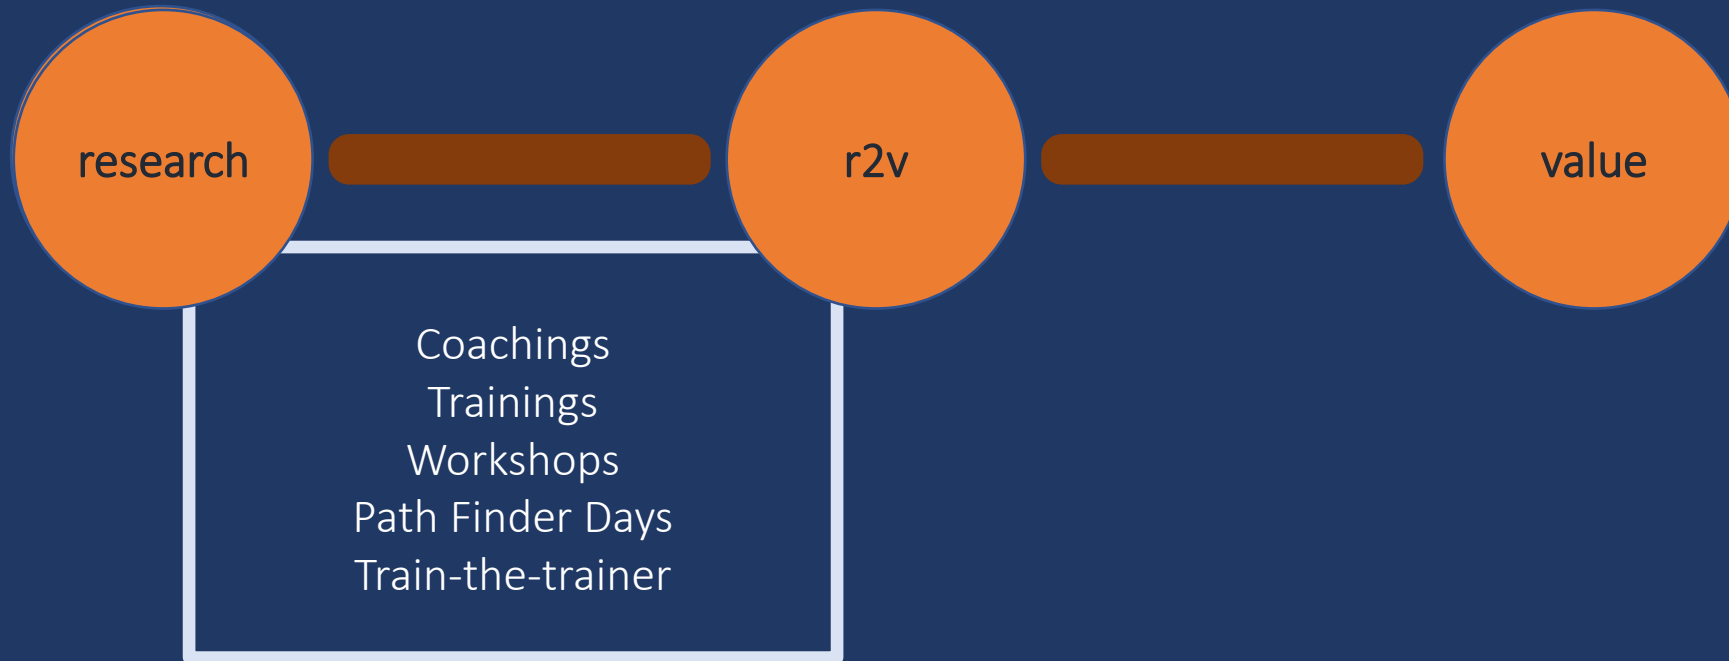 research
r2v
value
Coachings
Trainings
Workshops
Path Finder Days
Train-the-trainer